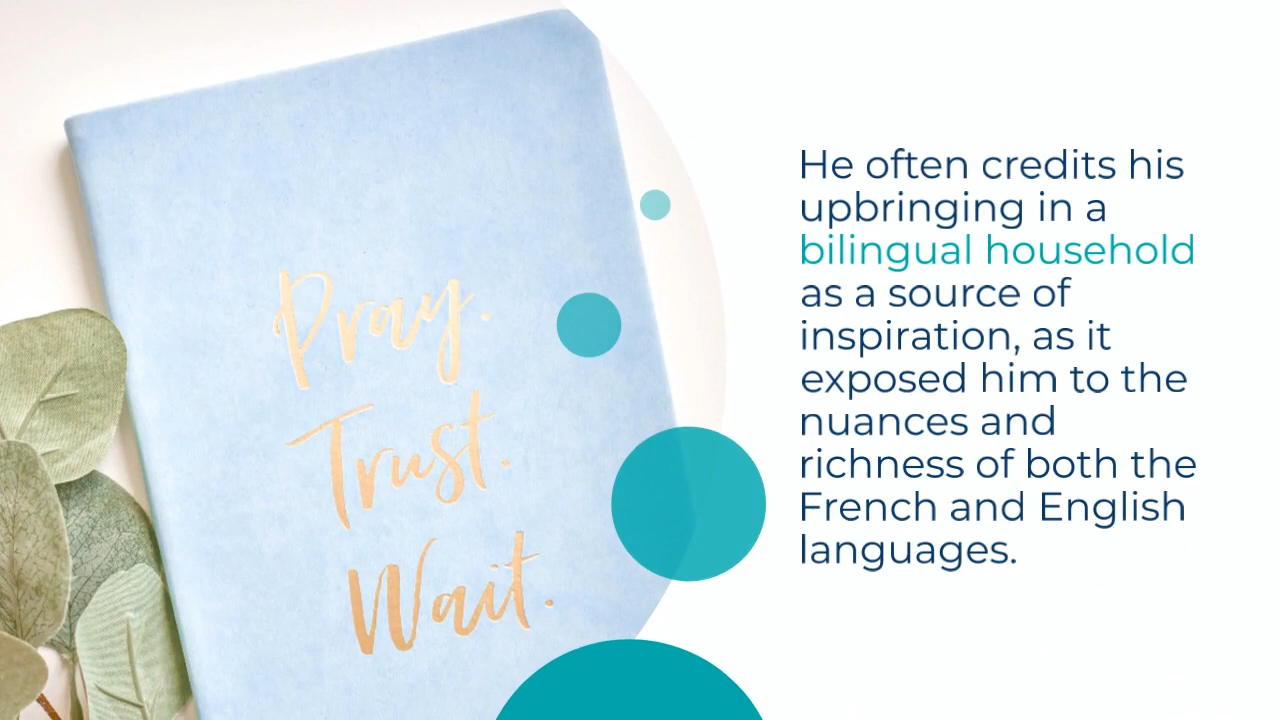 Pray.
Trust.
Wait.
He often credits his
upbringing in a
bilingual household
as a source of
inspiration, as it
exposed him to the
nuances and
richness of both the
French and English
languages.